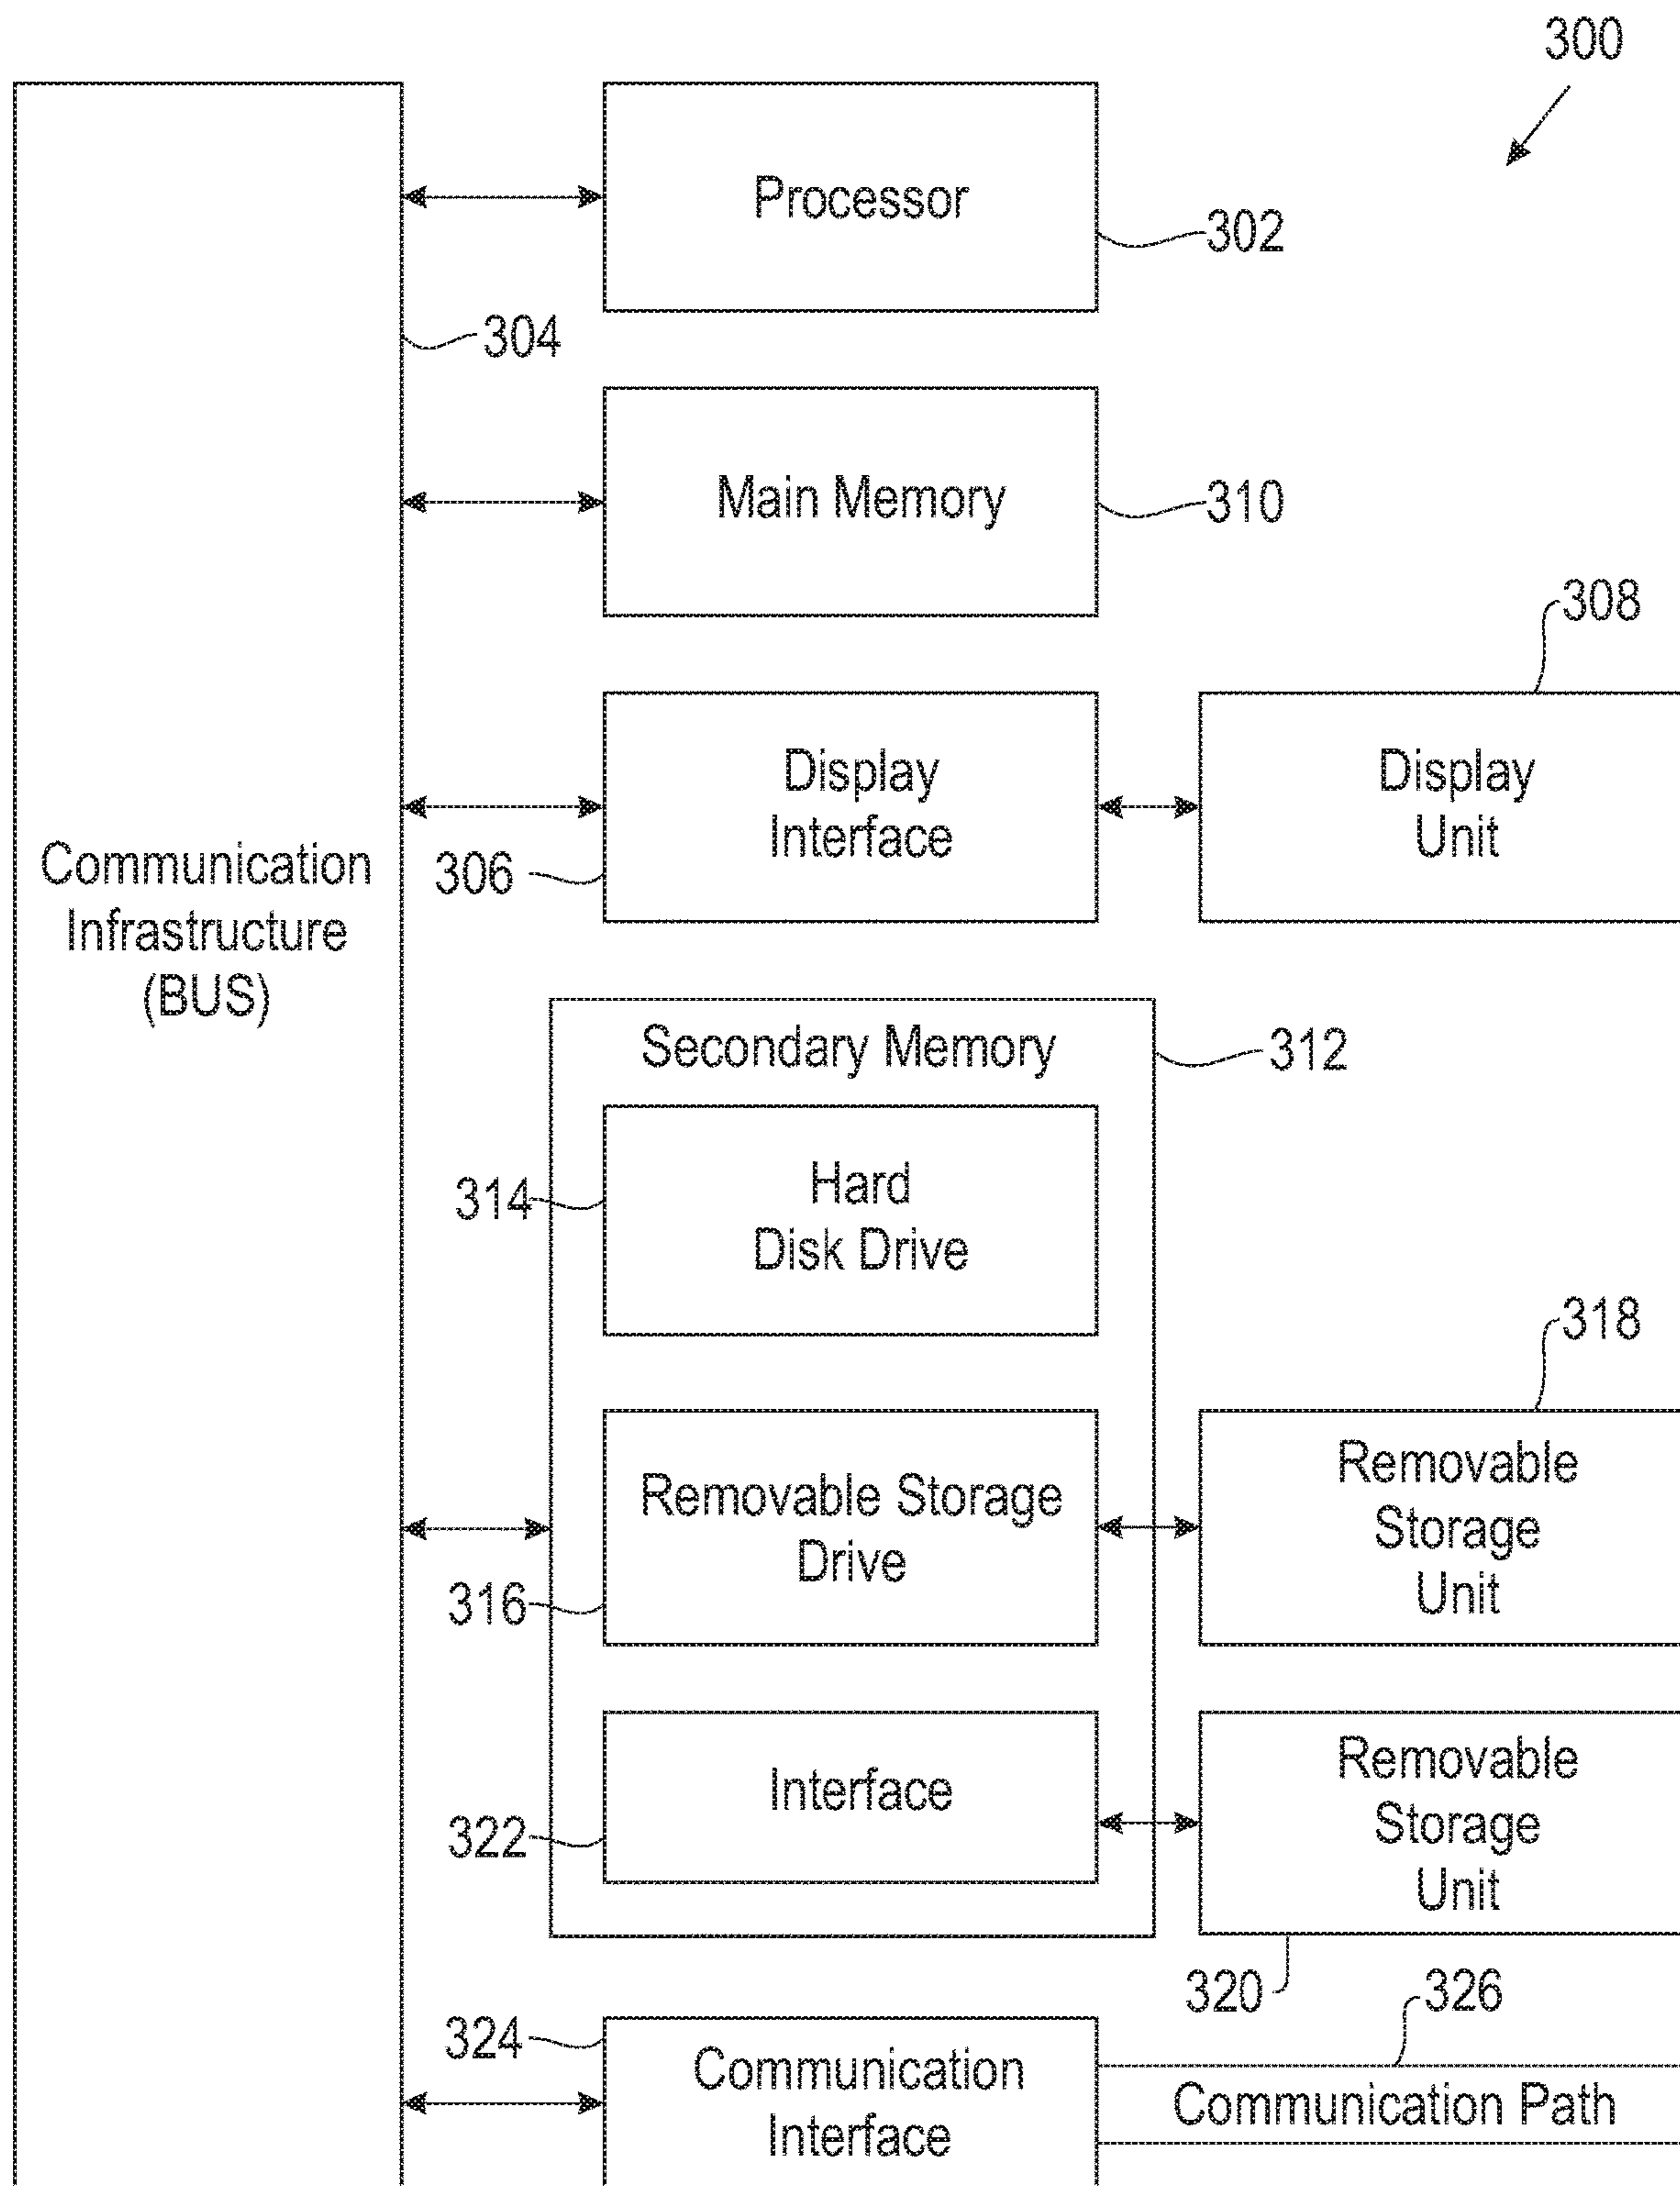 300
Processor
302
304
Main Memory
310
308
Display
Interface
306
Display
Unit
Communication
Infrastructure
(BUS)
Secondary Memory
312
Hard
Disk Drive
314
318
Removable Storage
Drive
316
Removable
Storage
Unit
Interface
322
Removable
Storage
Unit
320
326
324
Communication
Interface
Communication Path